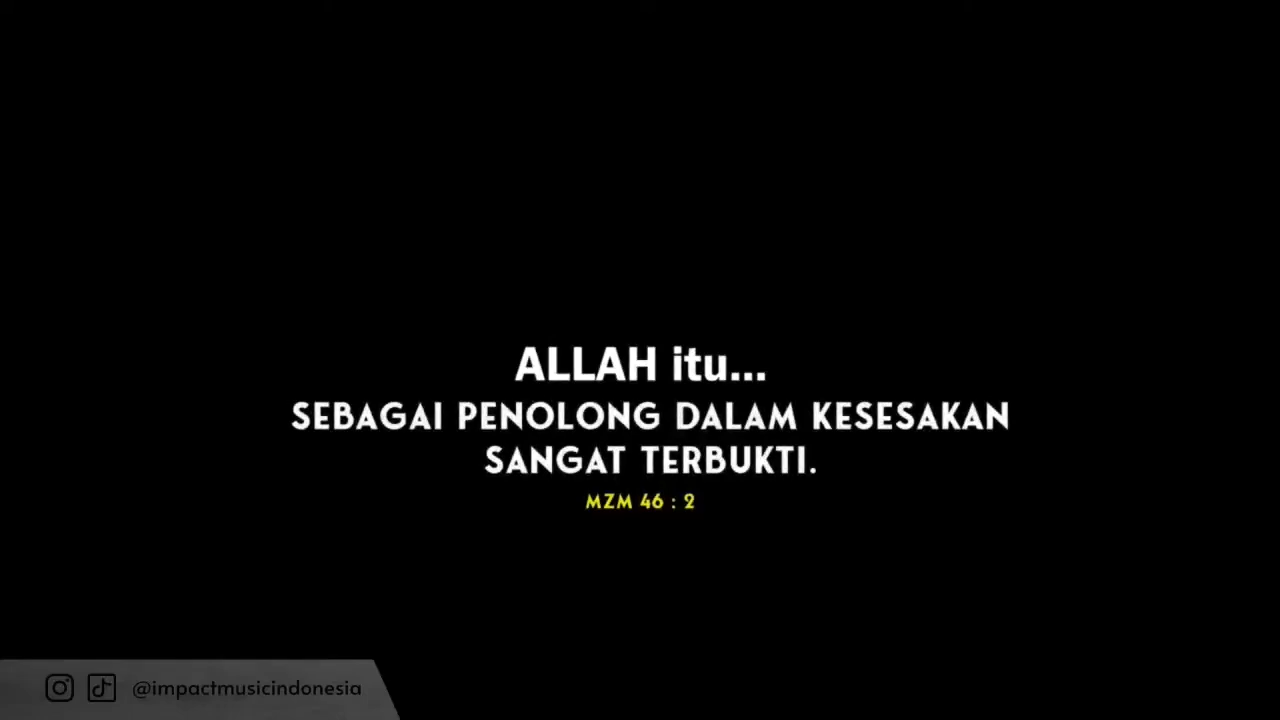 ALLAH itu...
SEBAGAI PENOLONG DALAM KESESAKAN
SANGAT TERBUKTI.
MZM 46 : 2
@impactmusicindonesia